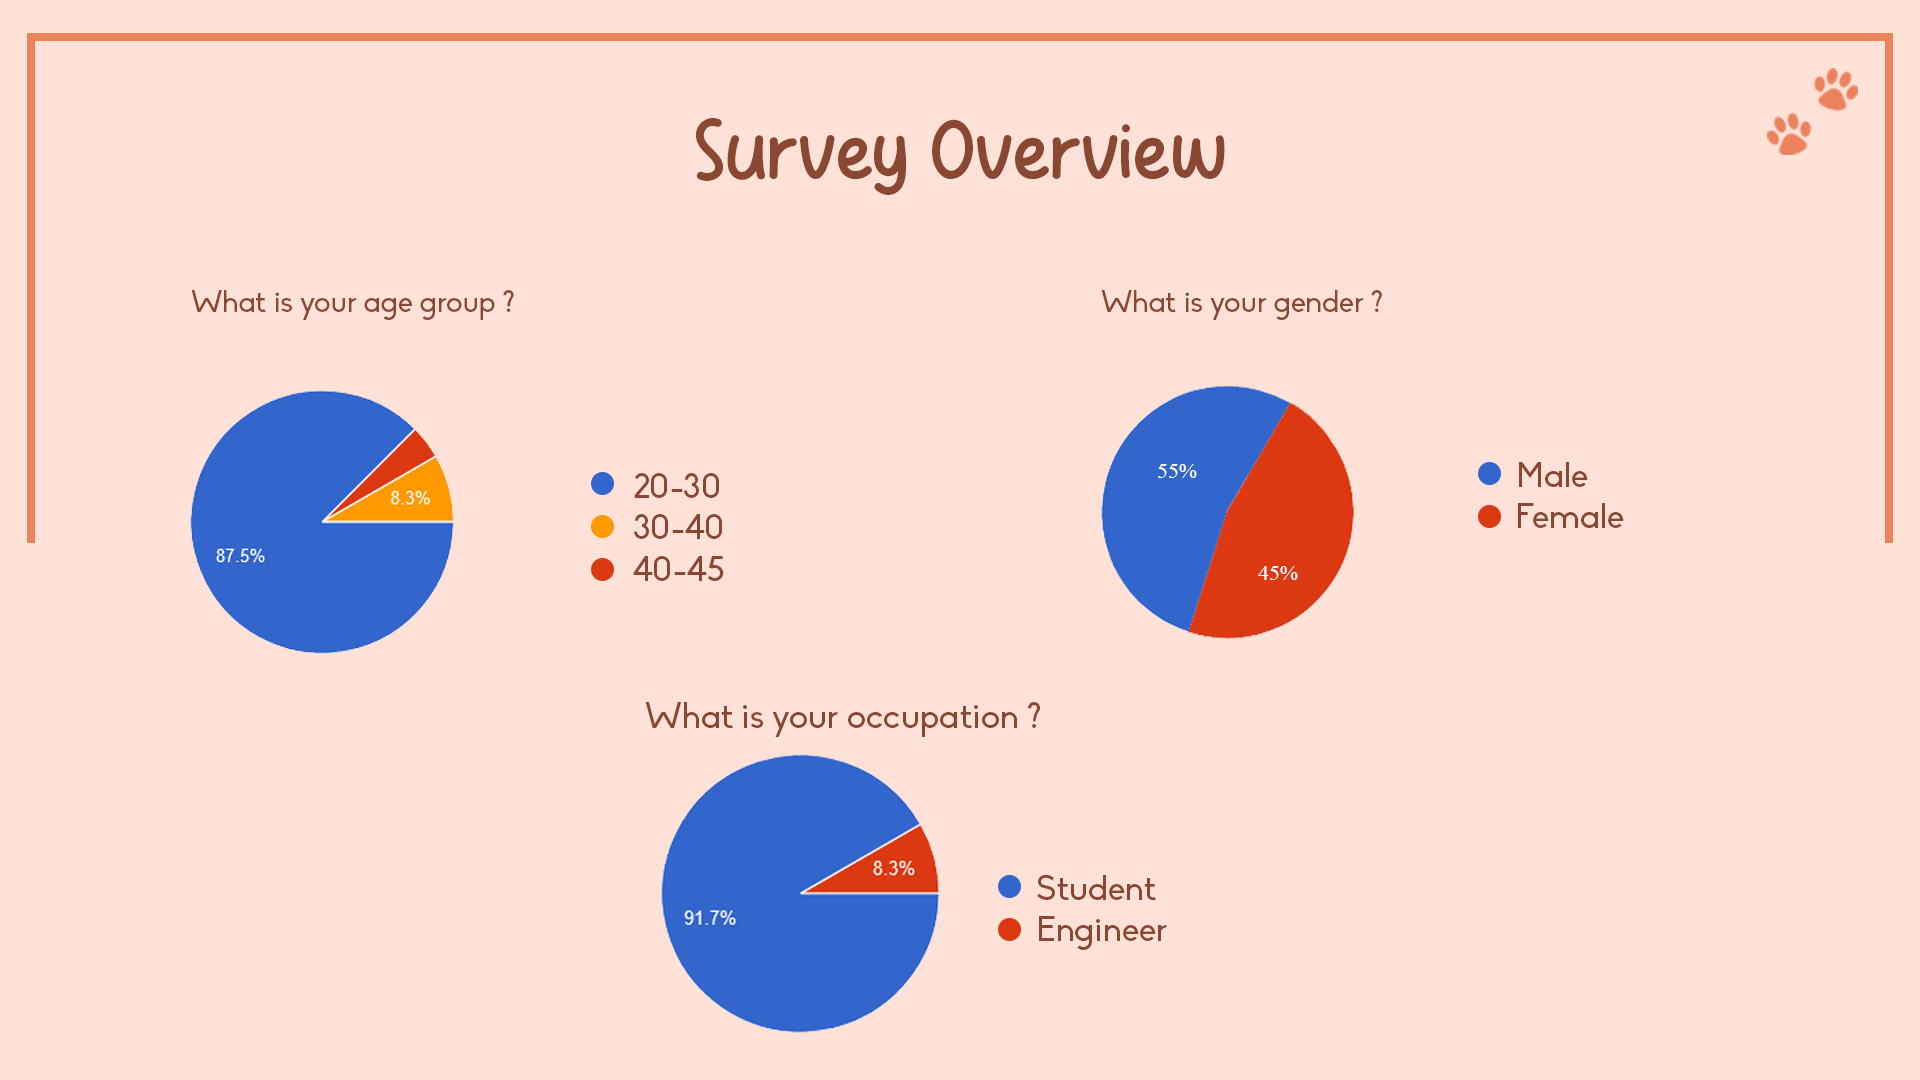 Survey Overview
What is your age group ?
8.3%
87.5%
20-30
30-40
40-45
What is your gender ?
55%
45%
Male
Female
What is your occupation ?
8.3%
91.7%
Student
Engineer